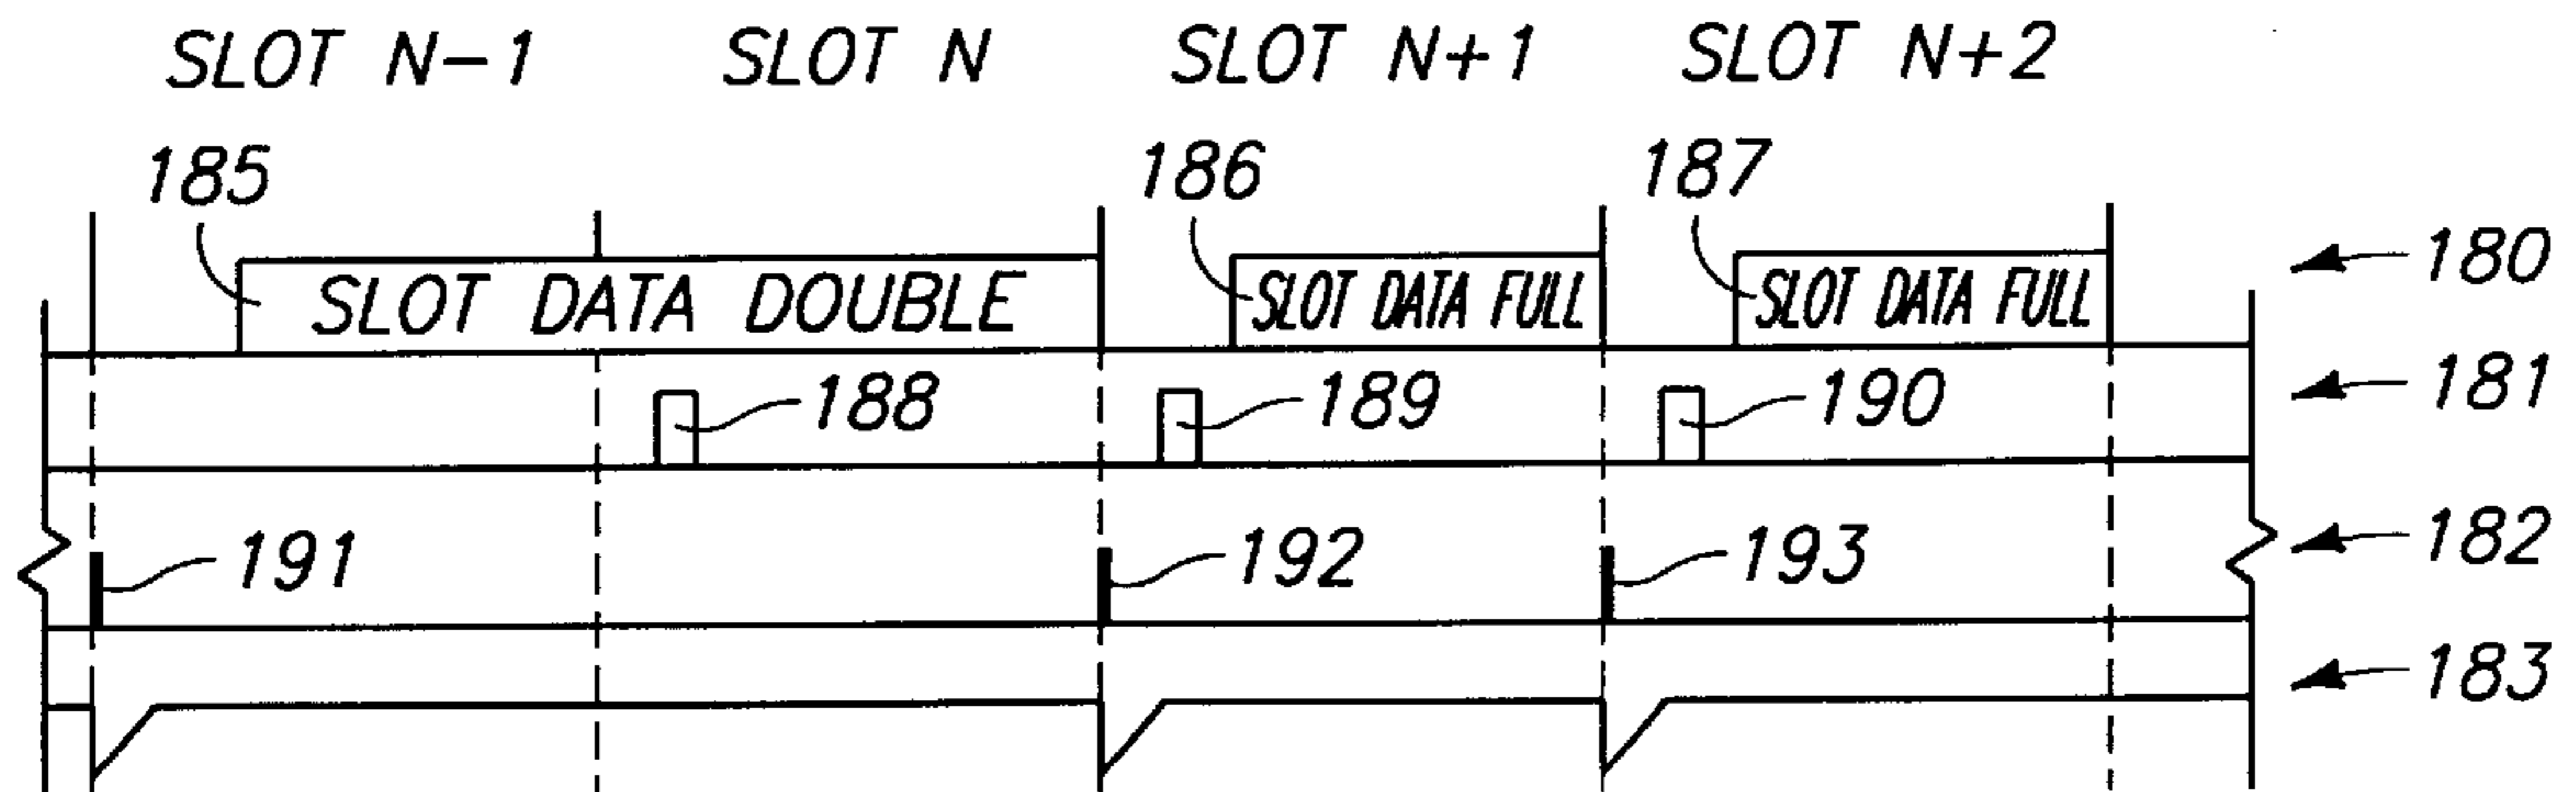 SLOT N-1 SLOT N SLOT N+1 SLOT N+2
185 186 187
SLOT DATA DOUBLE SLOT DATA FULL SLOT DATA FULL 180
188 189 190 181
191 192 193 182
183